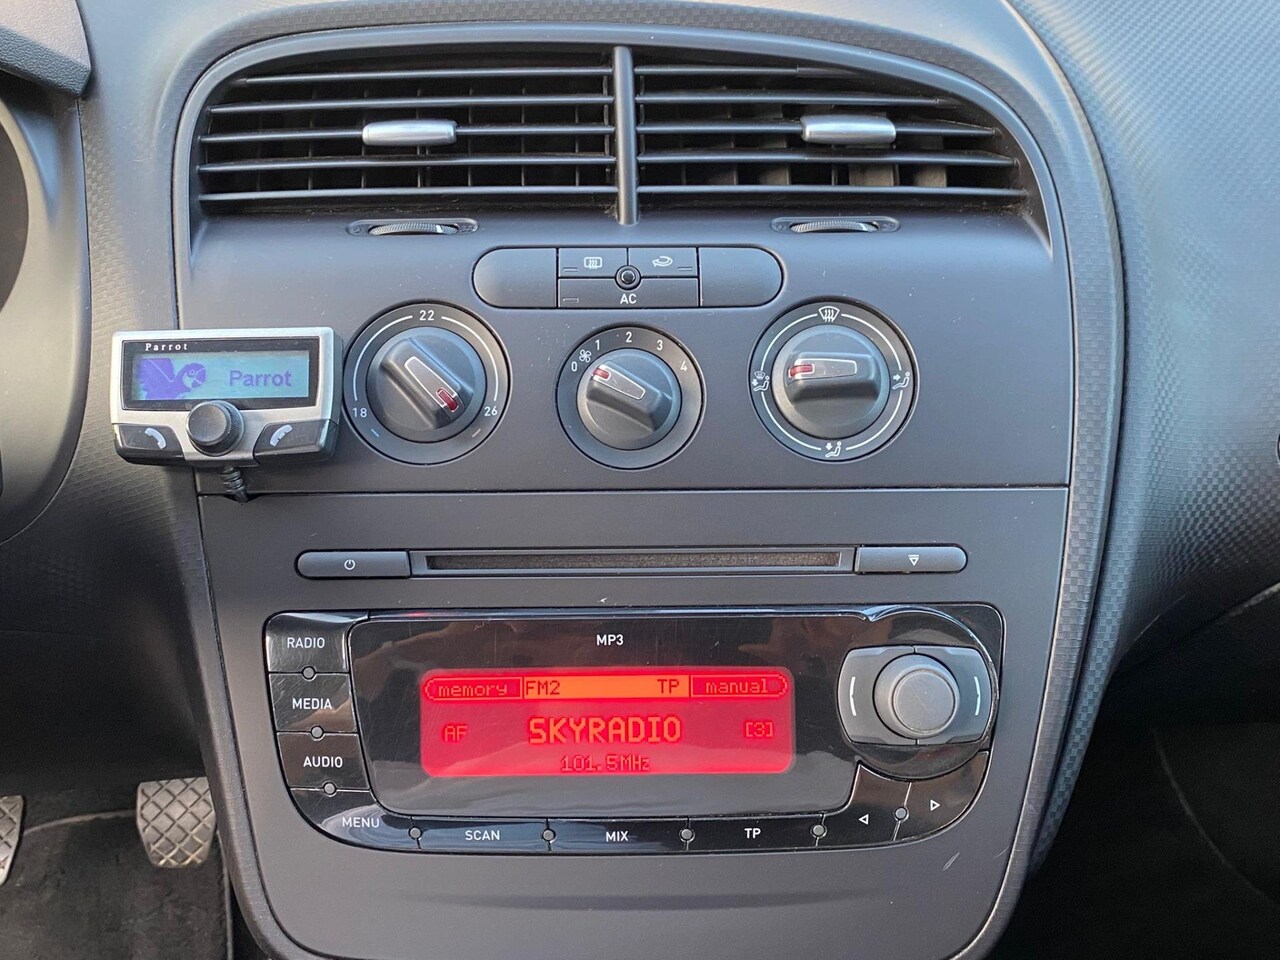 AC
22
18
26
0
1
2
3
4
Parrot
Parrot
RADIO
MEDIA
AUDIO
MENU
MP3
memory FM2 TP manual
AF SKYRADIO [3]
101.5MHz
SCAN
MIX
TP